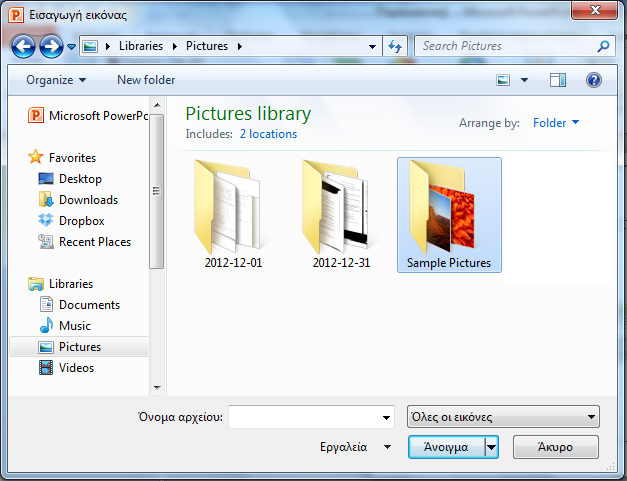 Εισαγωγή εικόνας
Libraries Pictures
Search Pictures
Organize New folder
Microsoft PowerPo
Favorites
Desktop
Downloads
Dropbox
Recent Places
Libraries
Documents
Music
Pictures
Videos
Pictures library
Includes: 2 locations
Arrange by: Folder
2012-12-01 2012-12-31 Sample Pictures
Όνομα αρχείου:
Όλες οι εικόνες
Εργαλεία Άνοιγμα Άκυρο